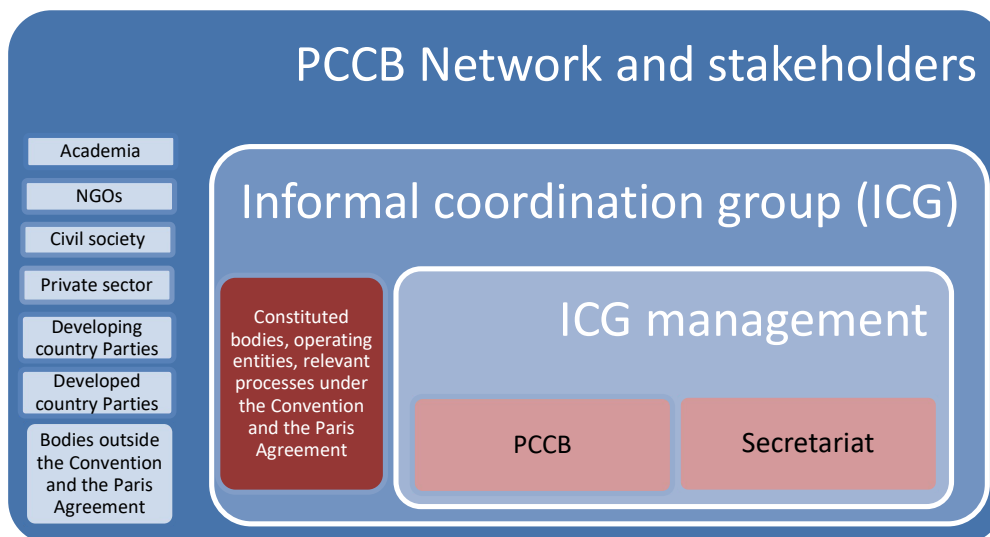 PCCB Network and stakeholders
Academia
NGOs
Civil society
Private sector
Developing
country Parties
Developed
country Parties
Bodies outside
the Convention
and the Paris
Agreement
Informal coordination group (ICG)
Constituted
bodies, operating
entities, relevant
processes under
the Convention
and the Paris
Agreement
ICG management
PCCB
Secretariat